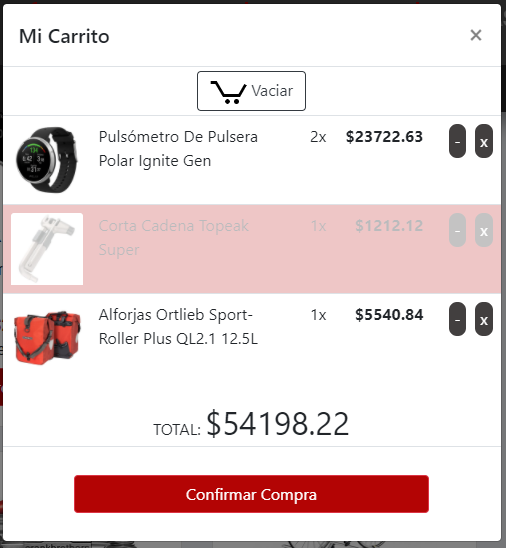 Mi Carrito ×
Vaciar
Pulsómetro De Pulsera 2x $23722.63 - x
Polar Ignite Gen
Corta Cadena Topeak 1x $1212.12 - x
Super
Alforjas Ortlieb Sport- 1x $5540.84 - x
Roller Plus QL2.1 12.5L
TOTAL: $54198.22
Confirmar Compra